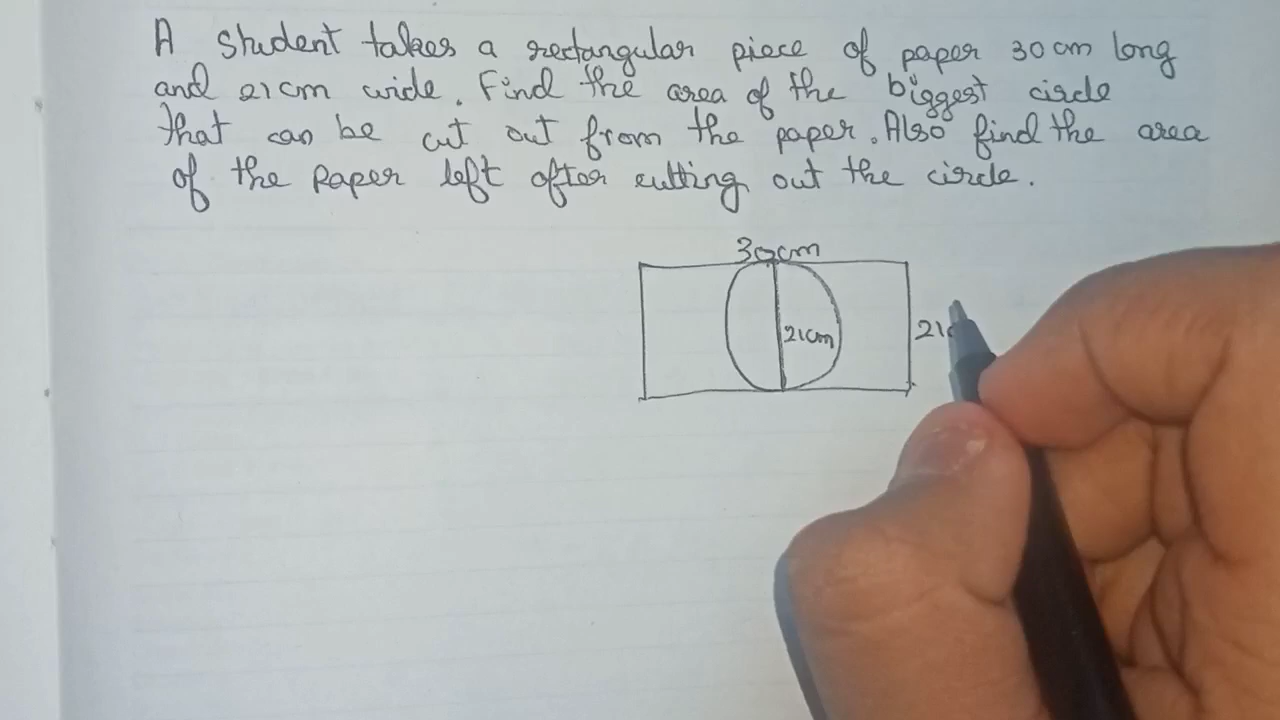 A student takes a rectangular piece of paper 30 cm long
and 21 cm wide. Find the area of the biggest circle
that can be cut out from the paper. Also find the area
of the paper left after cutting out the circle.
30cm
21cm
21c